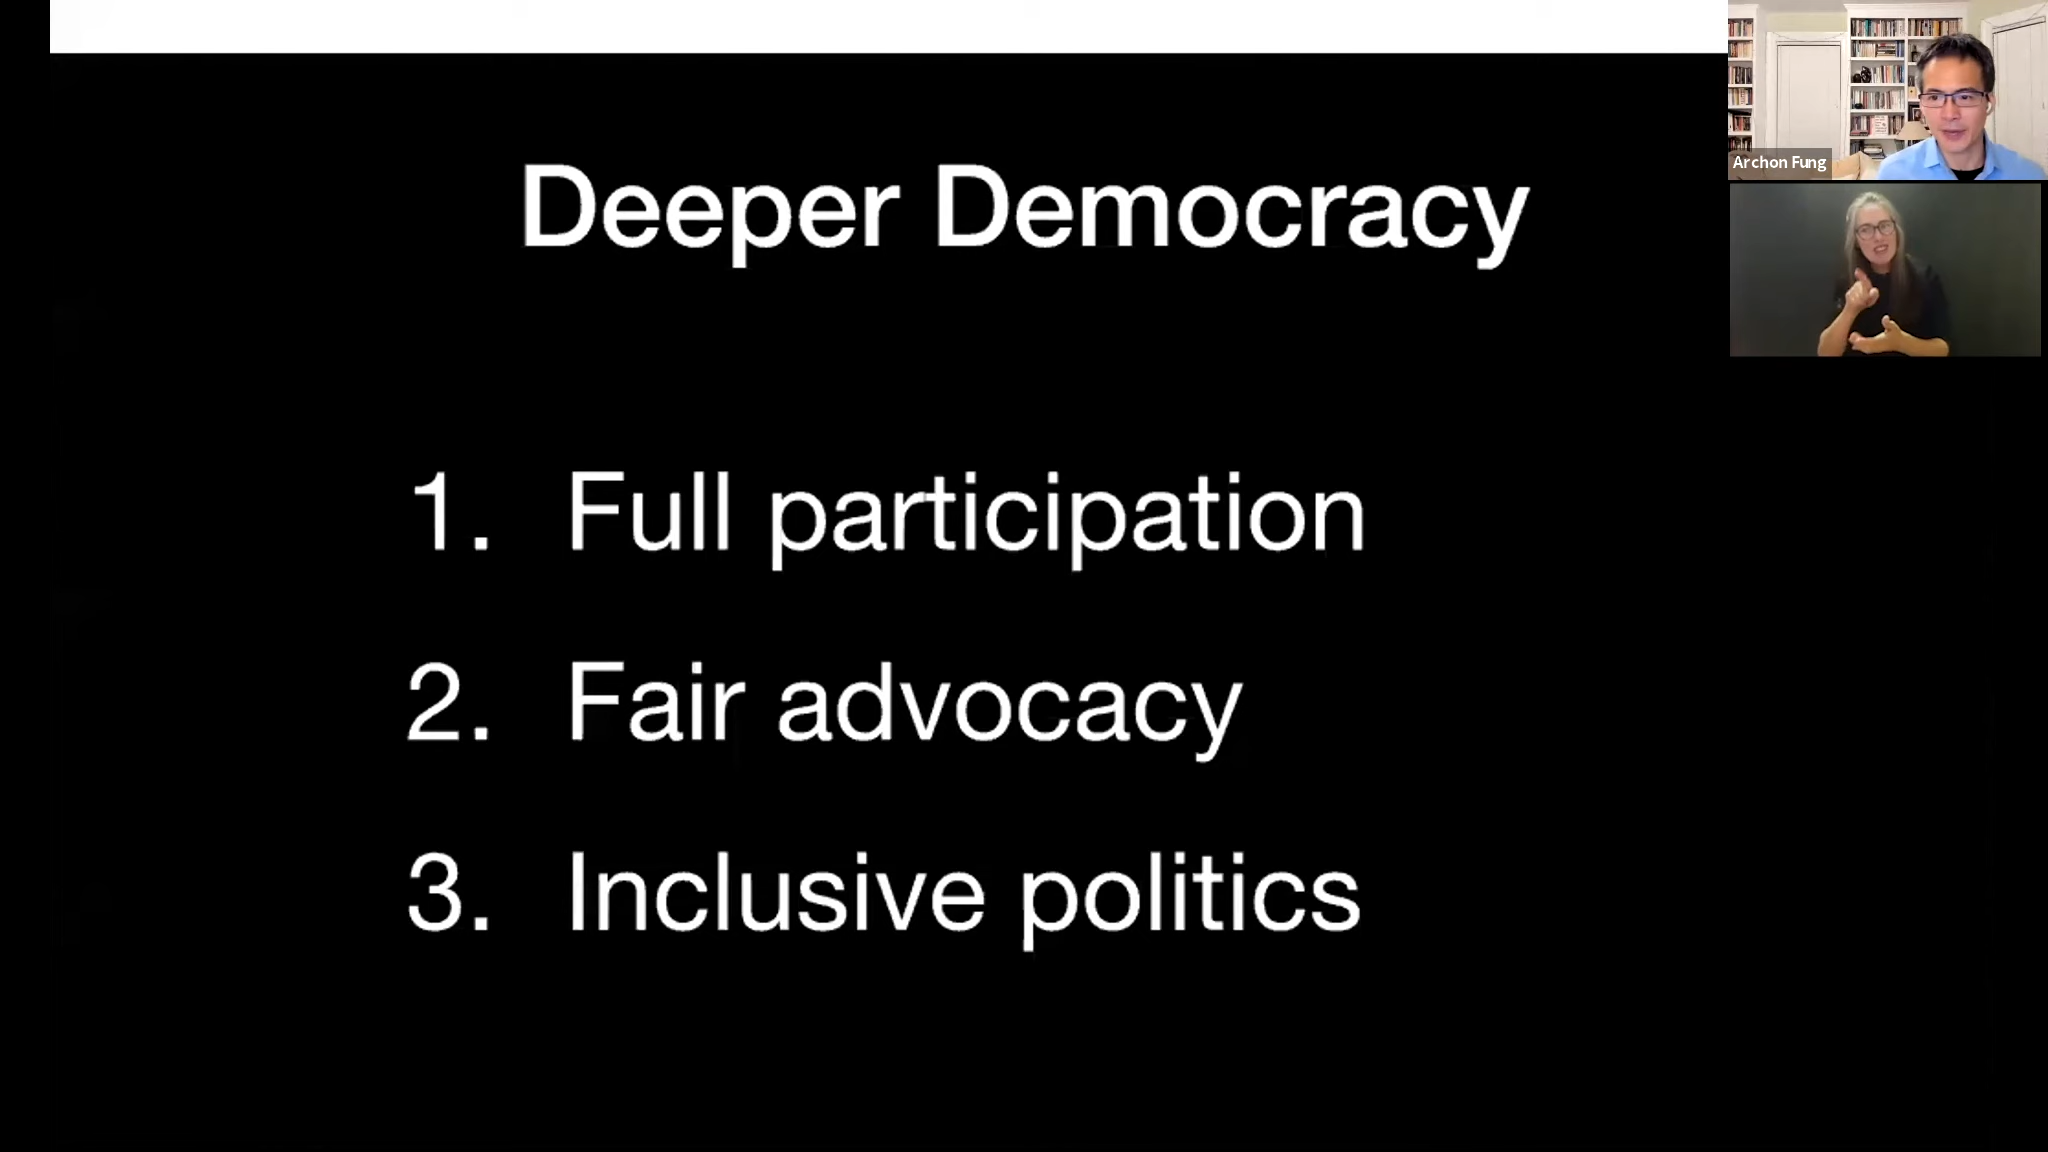 Deeper Democracy
1. Full participation
2. Fair advocacy
3. Inclusive politics
Archon Fung